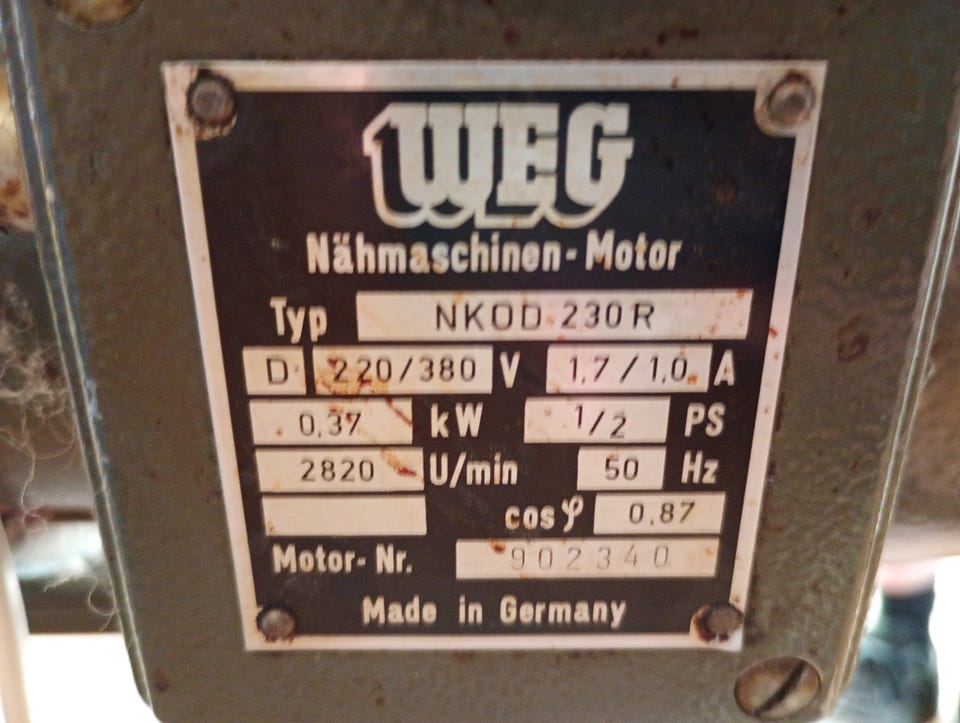 WEG
Nähmaschinen-Motor
Typ NKOD 230 R
D 220/380 V 1,7/1,0 A
0,37 kW 1/2 PS
2820 U/min 50 Hz
cos φ 0,87
Motor-Nr. 902340
Made in Germany